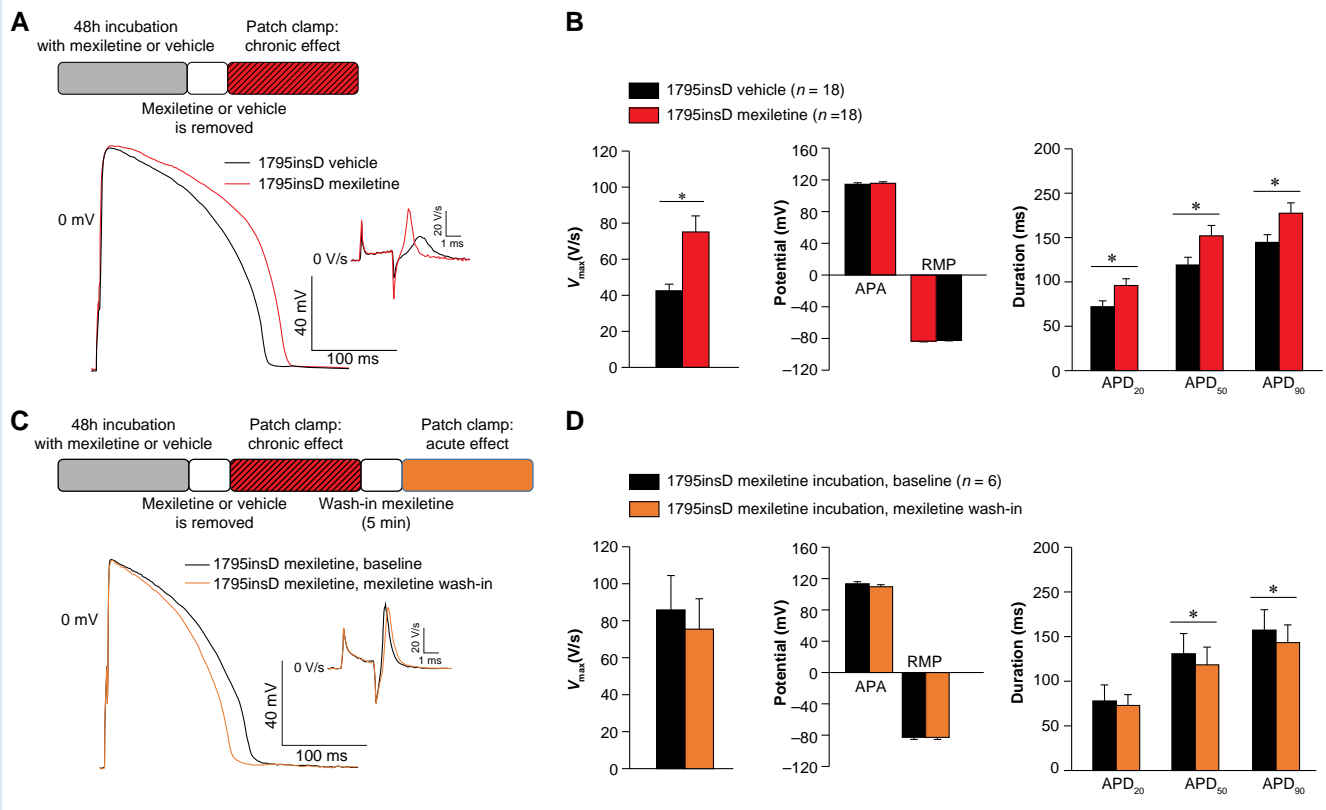 A
48h incubation
with mexiletine or vehicle
Patch clamp:
chronic effect
Mexiletine or vehicle
is removed
1795insD vehicle
1795insD mexiletine
0 mV
20 V/s
1 ms
0 V/s
40 mV
100 ms
B
1795insD vehicle (n = 18)
1795insD mexiletine (n =18)
120
100
80
60
40
20
0
Vmax(V/s)
*
160
120
80
40
0
–40
–80
–120
Potential (mV)
APA
RMP
200
250
150
100
50
0
Duration (ms)
*
*
*
APD20
APD50
APD90
C
48h incubation
with mexiletine or vehicle
Patch clamp:
chronic effect
Patch clamp:
acute effect
Mexiletine or vehicle
is removed
Wash-in mexiletine
(5 min)
1795insD mexiletine, baseline
1795insD mexiletine, mexiletine wash-in
0 mV
20 V/s
1 ms
0 V/s
40 mV
100 ms
D
1795insD mexiletine incubation, baseline (n = 6)
1795insD mexiletine incubation, mexiletine wash-in
120
100
80
60
40
20
0
Vmax(V/s)
160
120
80
40
0
–40
–80
–120
Potential (mV)
APA
RMP
200
250
150
100
50
0
Duration (ms)
*
*
APD20
APD50
APD90